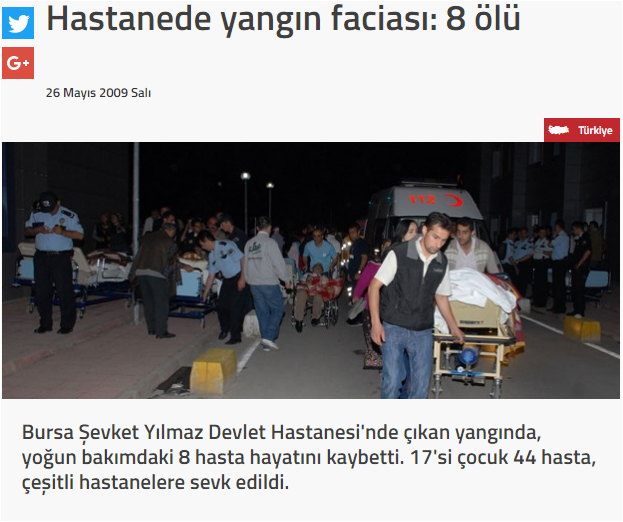 Hastanede yangın faciası: 8 ölü
G+
26 Mayıs 2009 Salı
Türkiye
112
Bursa Şevket Yılmaz Devlet Hastanesi'nde çıkan yangında,
yoğun bakımdaki 8 hasta hayatını kaybetti. 17'si çocuk 44 hasta,
çeşitli hastanelere sevk edildi.